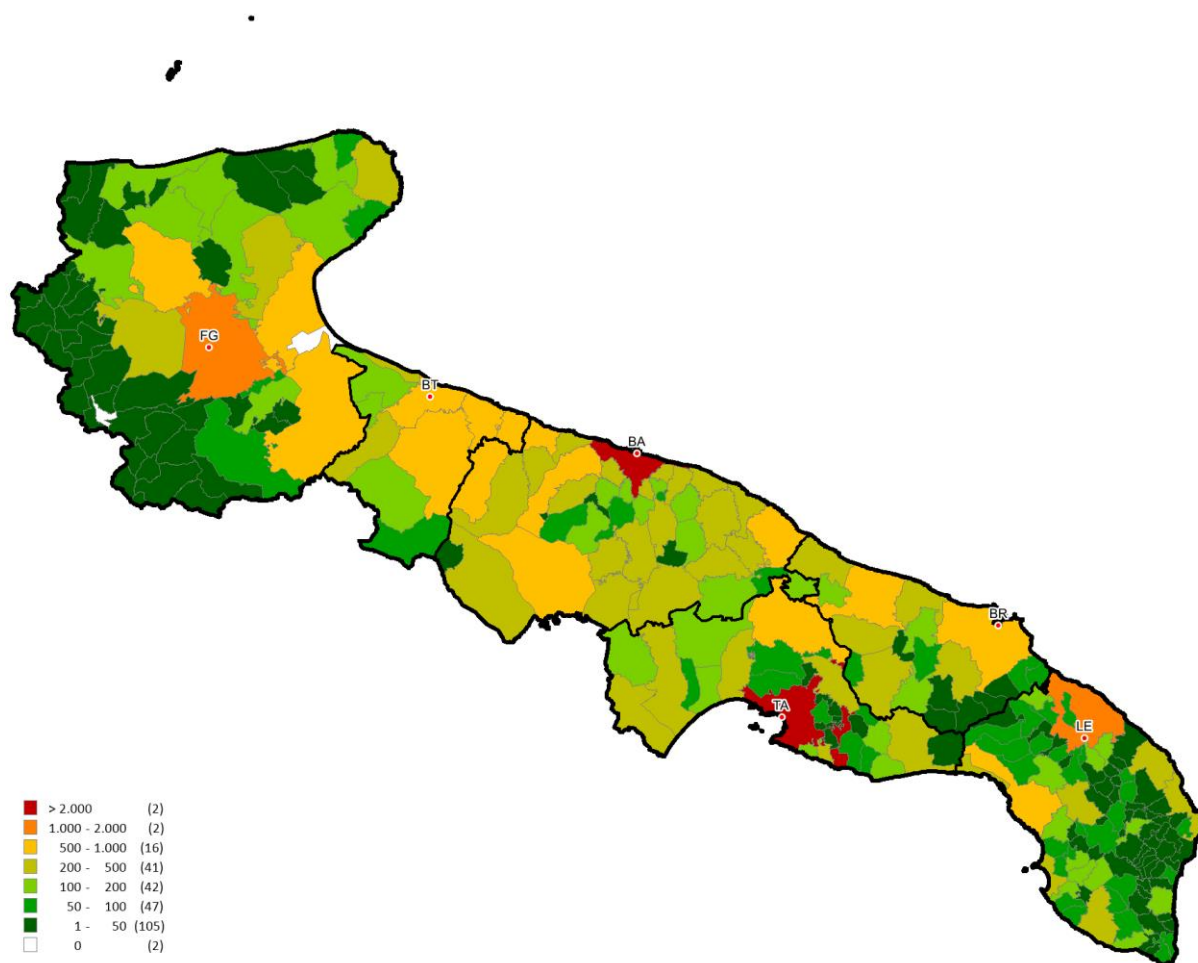 FG
BT
BA
BR
TA
LE
> 2.000 (2)
1.000 - 2.000 (2)
500 - 1.000 (16)
200 - 500 (41)
100 - 200 (42)
50 - 100 (47)
1 - 50 (105)
0 (2)